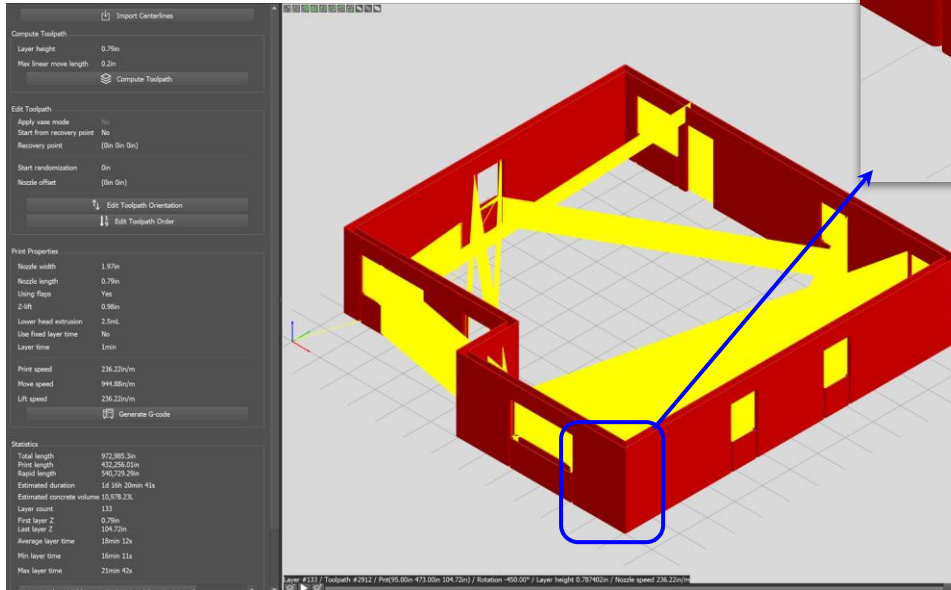 Import Centerlines
Compute Toolpath
Layer height 0.79in
Max linear move length 0.2in
Compute Toolpath
Edit Toolpath
Apply vase mode No
Start from recovery point No
Recovery point (0in 0in 0in)
Start randomization 0in
Nozzle offset (0in 0in)
Edit Toolpath Orientation
Edit Toolpath Order
Print Properties
Nozzle width 1.97in
Nozzle length 0.79in
Using flaps Yes
Z-lift 0.98in
Lower head extrusion 2.5mL
Use fixed layer time No
Layer time 1min
Print speed 236.22in/m
Move speed 944.88in/m
Lift speed 236.22in/m
Generate G-code
Statistics
Total length 972,985.3in
Print length 432,256.01in
Rapid length 540,729.29in
Estimated duration 1d 16h 20min 41s
Estimated concrete volume 10,978.23L
Layer count 133
First layer Z 0.79in
Last layer Z 104.72in
Average layer time 18min 12s
Min layer time 16min 11s
Max layer time 21min 42s
Layer #133 / Toolpath #2912 / Pnt(95.00in 473.00in 104.72in) / Rotation -450.00° / Layer height 0.787402in / Nozzle speed 236.22in/m